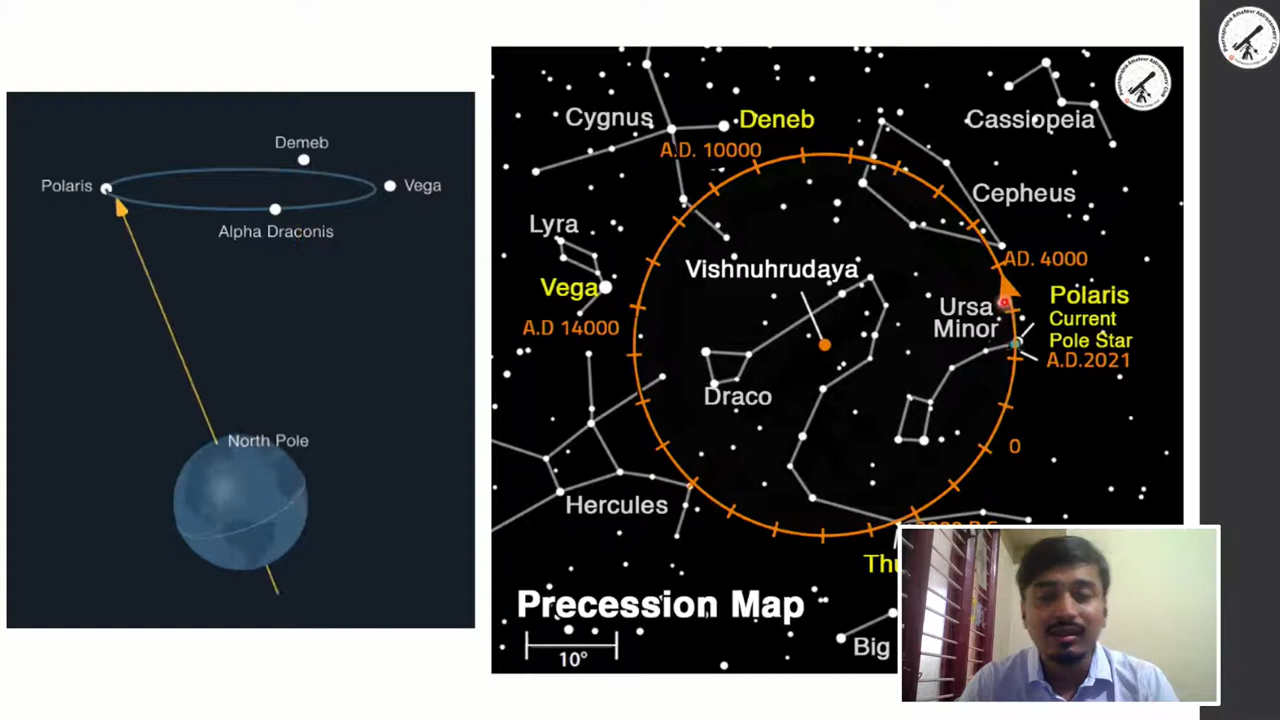 Demeb
Polaris
Vega
Alpha Draconis
North Pole
Cygnus
Deneb
A.D. 10000
Cassiopeia
Cepheus
Lyra
Vishnuhrudaya
AD. 4000
Vega
A.D 14000
Ursa
Minor
Polaris
Current
Pole Star
A.D.2021
Draco
0
Hercules
Precession Map
10°
Big